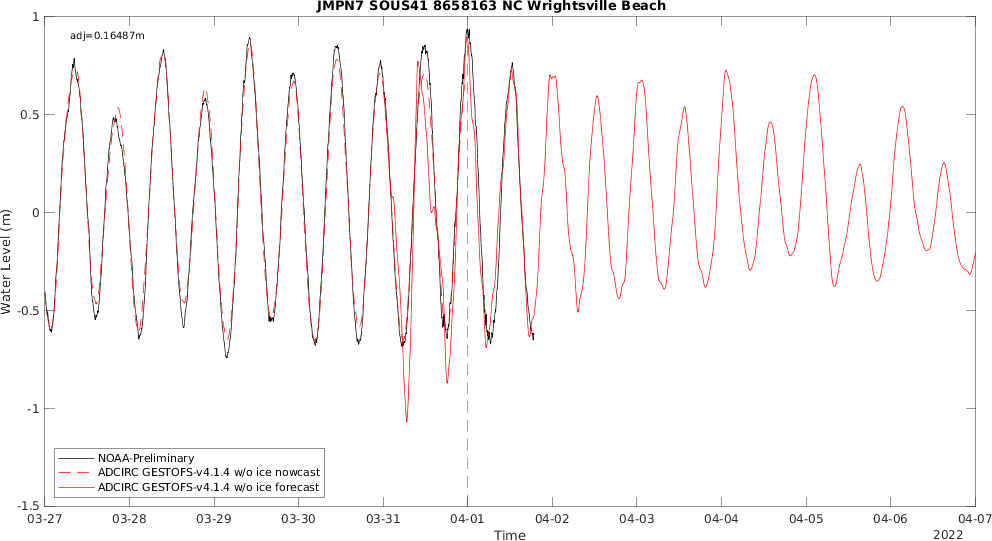 JMPN7 SOUS41 8658163 NC Wrightsville Beach
adj=0.16487m
1
0.5
0
-0.5
-1
-1.5
Water Level (m)
NOAA-Preliminary
ADCIRC GESTOFS-v4.1.4 w/o ice nowcast
ADCIRC GESTOFS-v4.1.4 w/o ice forecast
03-27 03-28 03-29 03-30 03-31 04-01 04-02 04-03 04-04 04-05 04-06 04-07
Time
2022